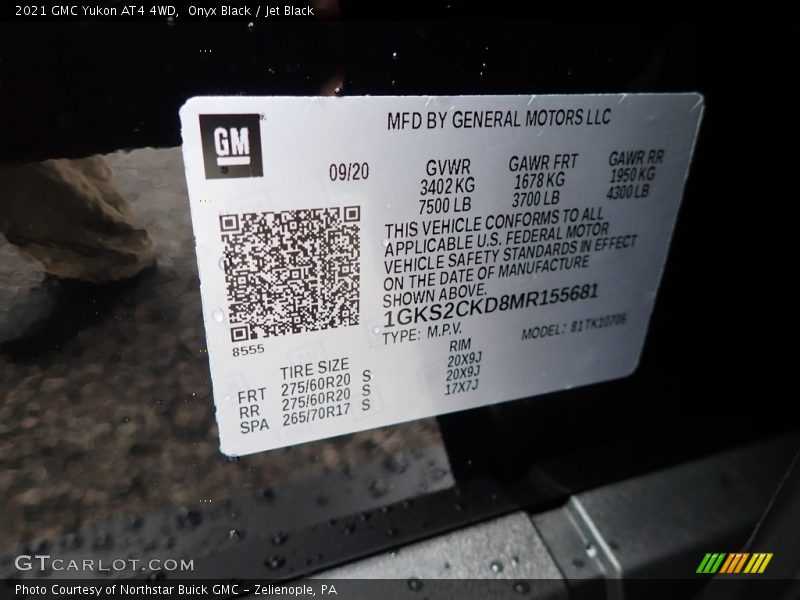 2021 GMC Yukon AT4 4WD,  Onyx Black / Jet Black
GM
MFD BY GENERAL MOTORS LLC
09/20
GVWR
3402 KG
7500 LB
GAWR FRT
1678 KG
3700 LB
GAWR RR
1950 KG
4300 LB
THIS VEHICLE CONFORMS TO ALL
APPLICABLE U.S. FEDERAL MOTOR
VEHICLE SAFETY STANDARDS IN EFFECT
ON THE DATE OF MANUFACTURE
SHOWN ABOVE.
1GKS2CKD8MR155681
TYPE: M.P.V.
MODEL: 81TK10706
8555
TIRE SIZE
RIM
FRT 275/60R20 S 20X9J
RR 275/60R20 S 20X9J
SPA 265/70R17 S 17X7J
GTCARLOT.COM
Photo Courtesy of Northstar Buick GMC - Zelienople, PA